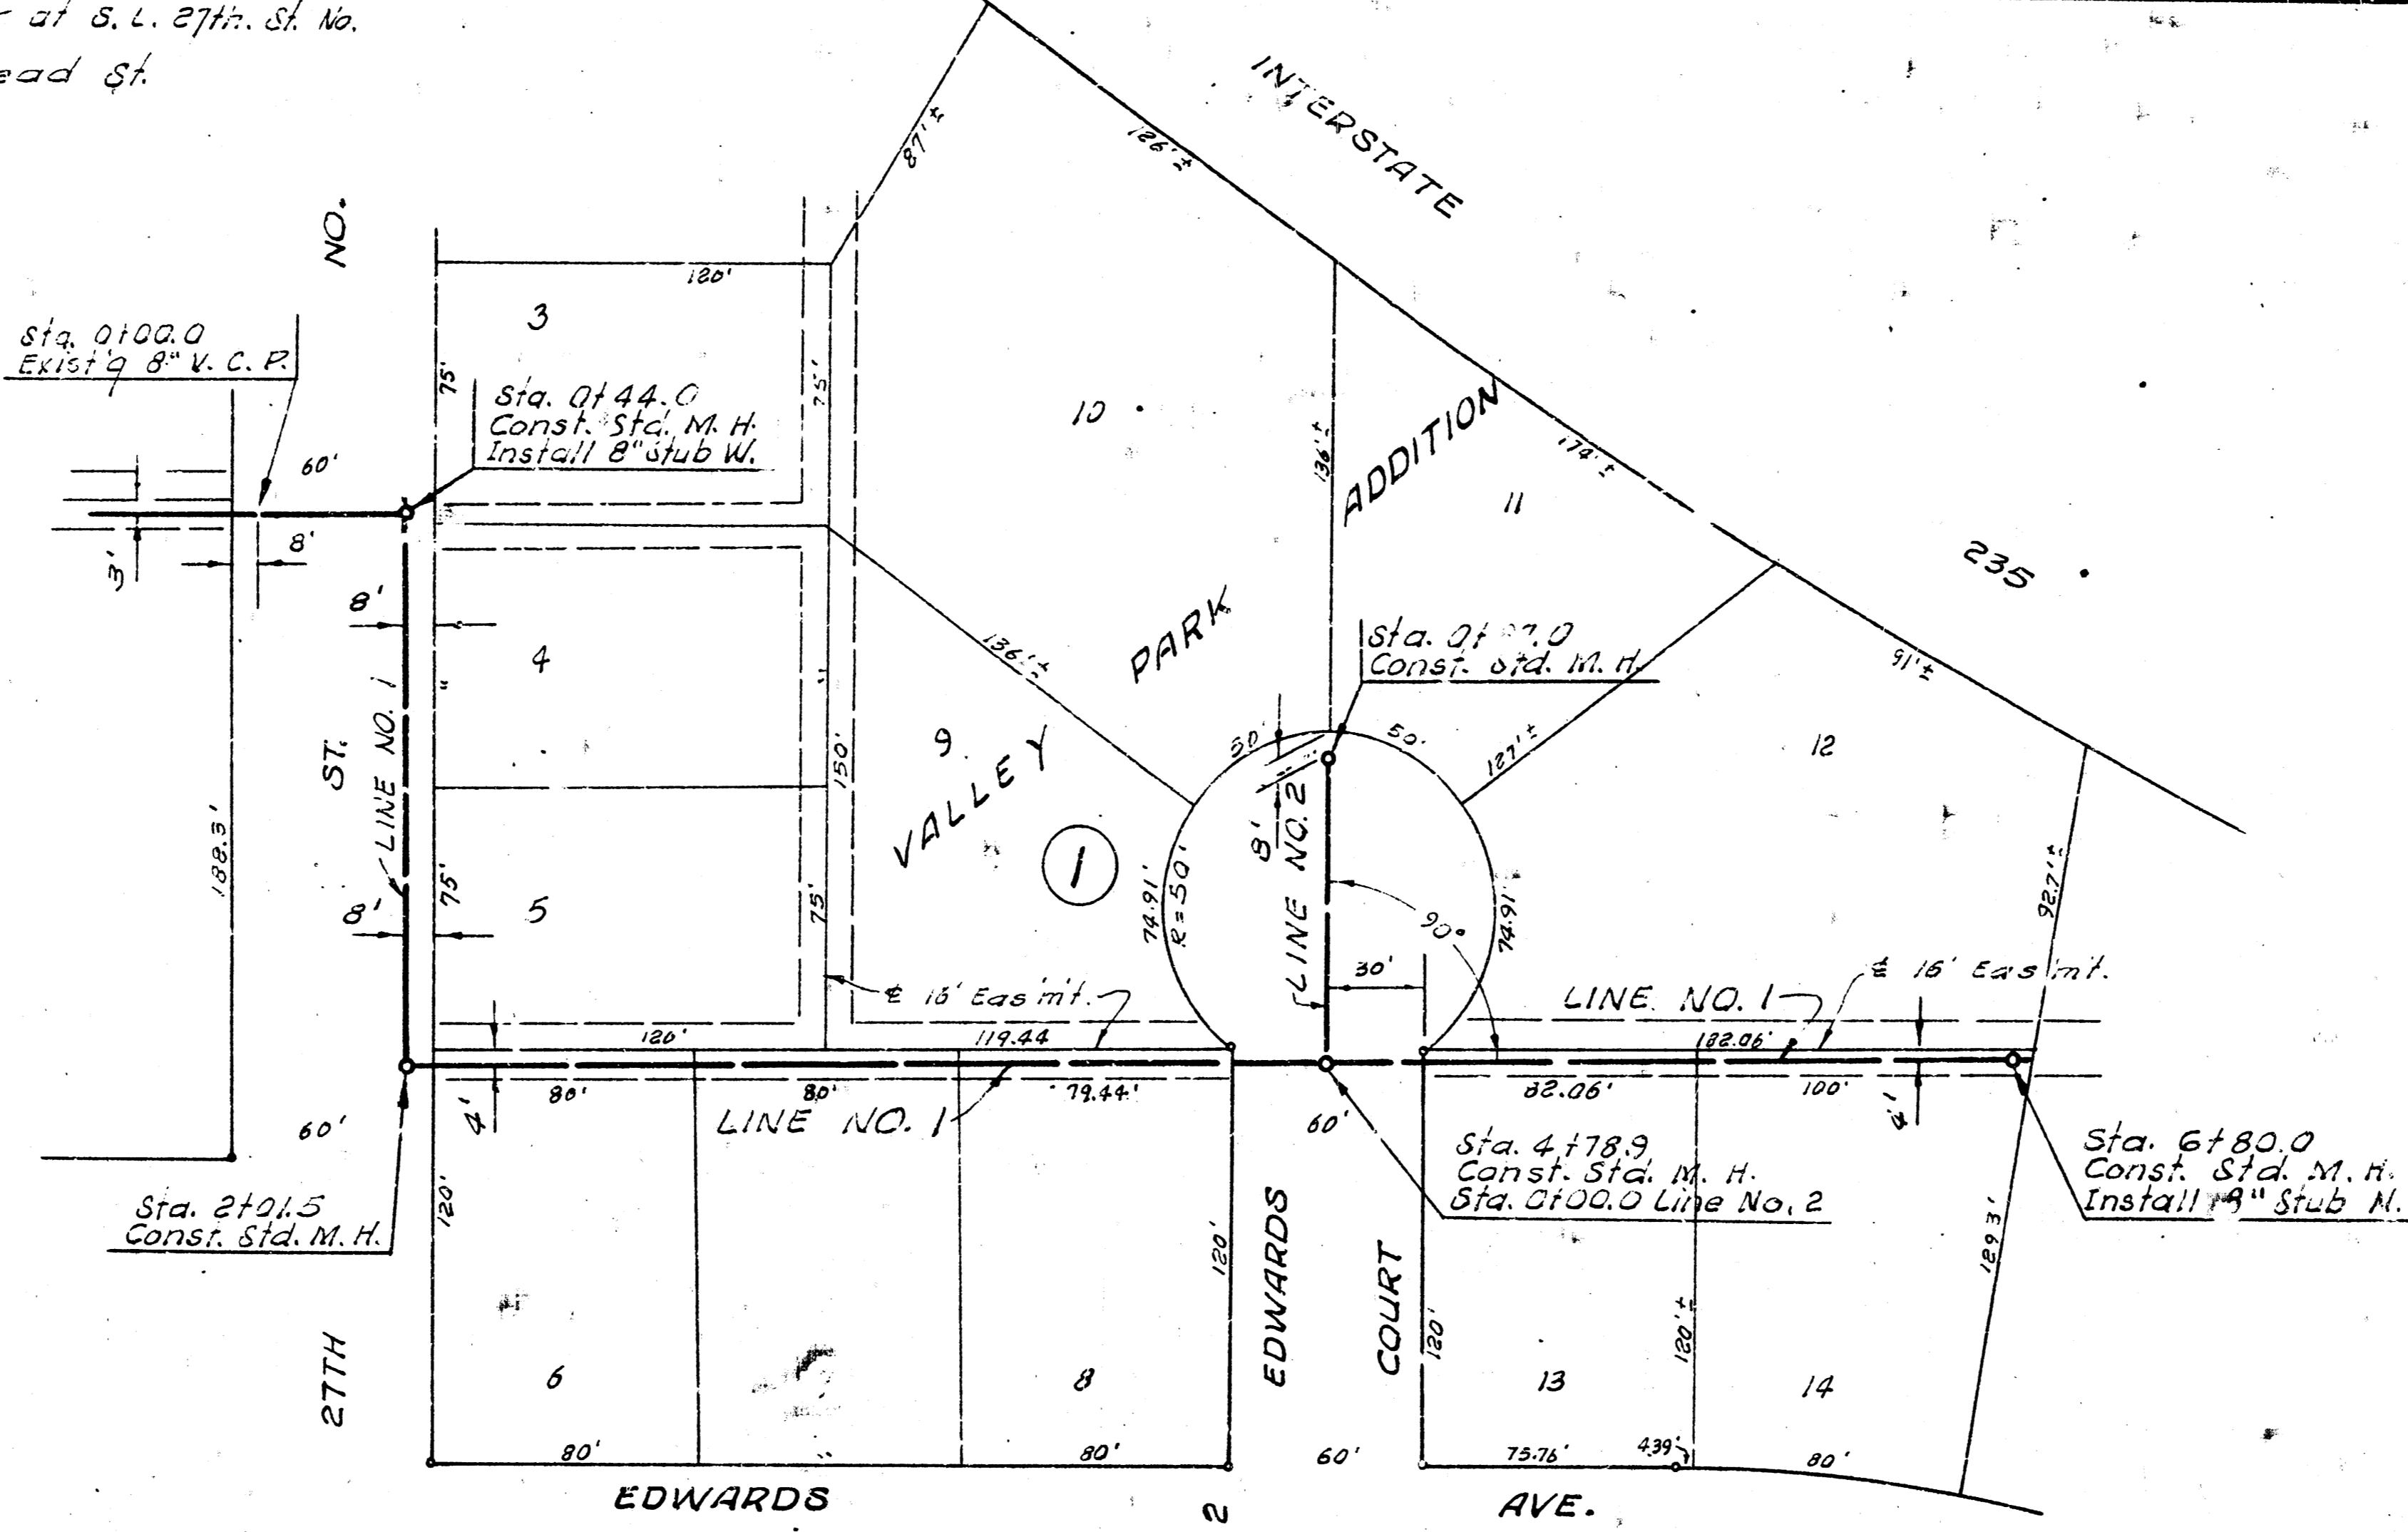 at S. L. 27th. St. No.
St.
INTERSTATE
235
NO.
ST.
27TH
VALLEY
PARK
ADDITION
87'±
126'±
174'±
91'±
120'
3
75'
75'
10
136'±
11
Sta. 0+00.0
Exist'g 8" V. C. P.
Sta. 0+44.0
Const. Std. M. H.
Install 8" Stub W.
60'
8'
3'
8'
4
"
"
136'±
LINE NO. 1
188.3'
8'
75'
5
75'
150'
9
1
Const. Std. M. H.
50'
50'
127'±
12
8'
LINE NO. 2
74.91'
R=50'
90°
74.91'
30'
92.7'±
₵ 16' Eas'm't.
LINE NO. 1
₵ 16' Eas'm't.
120'
119.44
182.06'
80'
80'
79.44'
82.06'
100'
4'
4'
LINE NO. 1
60'
60'
Sta. 2+01.5
Const. Std. M. H.
Sta. 4+78.9
Const. Std. M. H.
Sta. 0+00.0 Line No. 2
Sta. 6+80.0
Const. Std. M. H.
Install 8" Stub N.
120'
120'
120'
120'±
129.3'
EDWARDS
COURT
6
8
13
14
80'
"
80'
60'
75.76'
4.39'
80'
EDWARDS
2
AVE.